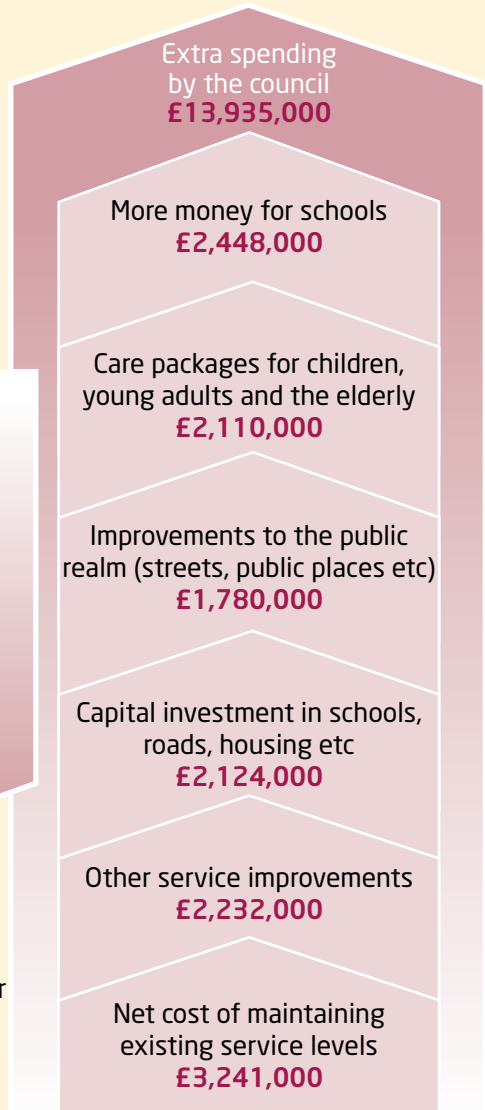 Extra spending
by the council
£13,935,000
More money for schools
£2,448,000
Care packages for children,
young adults and the elderly
£2,110,000
Improvements to the public
realm (streets, public places etc)
£1,780,000
Capital investment in schools,
roads, housing etc
£2,124,000
Other service improvements
£2,232,000
Net cost of maintaining
existing service levels
£3,241,000